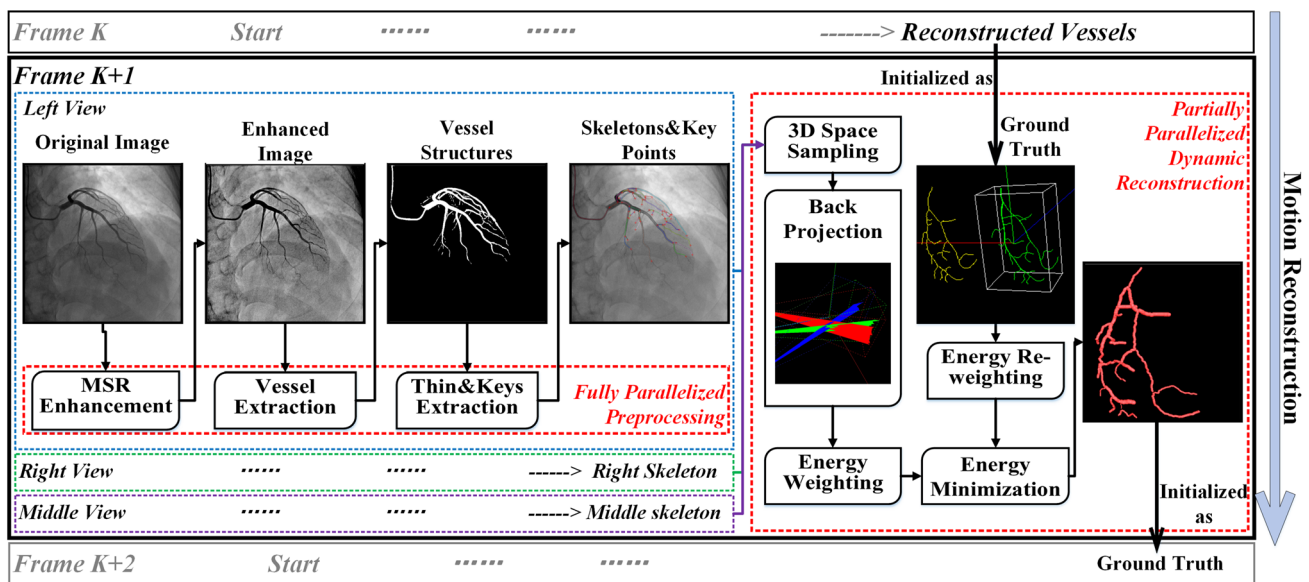 Frame K Start ...... ...... -------> Reconstructed Vessels
Frame K+1
Initialized as
Left View
Original Image
Enhanced
Image
Vessel
Structures
Skeletons&Key
Points
MSR
Enhancement
Vessel
Extraction
Thin&Keys
Extraction
Fully Parallelized
Preprocessing
Right View ...... ...... ------> Right Skeleton
Middle View ...... ...... ------> Middle skeleton
3D Space
Sampling
Back
Projection
Energy
Weighting
Ground
Truth
Energy Re-
weighting
Energy
Minimization
Partially
Parallelized
Dynamic
Reconstruction
Initialized
as
Ground Truth
Frame K+2 Start ...... ......
Motion Reconstruction